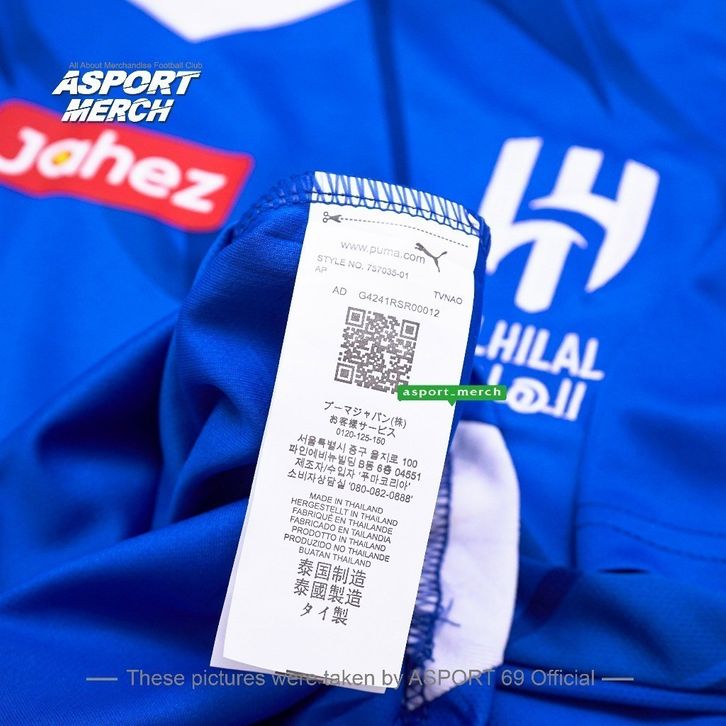 All About Merchandise Football Club
ASPORT
MERCH
Jahez
www.puma.com
STYLE NO. 787035-01
AP
TVNAO
AD G4241RSR00012
LHILAL
الهلال
asport_merch
プーマジャパン(株)
お客様サービス
0120-125-150
서울특별시 중구 을지로 100
파인에비뉴빌딩 B동 6층 04551
제조자/수입자 '푸마코리아'
소비자상담실 '080-082-0888'
MADE IN THAILAND
HERGESTELLT IN THAILAND
FABRIQUÉ EN THAILANDE
FABRICADO EN TAILANDIA
PRODOTTO IN THAILAND
PRODUZIDO NO THAILANDE
BUATAN THAILAND
泰国制造
泰國製造
タイ製
These pictures were taken by ASPORT 69 Official